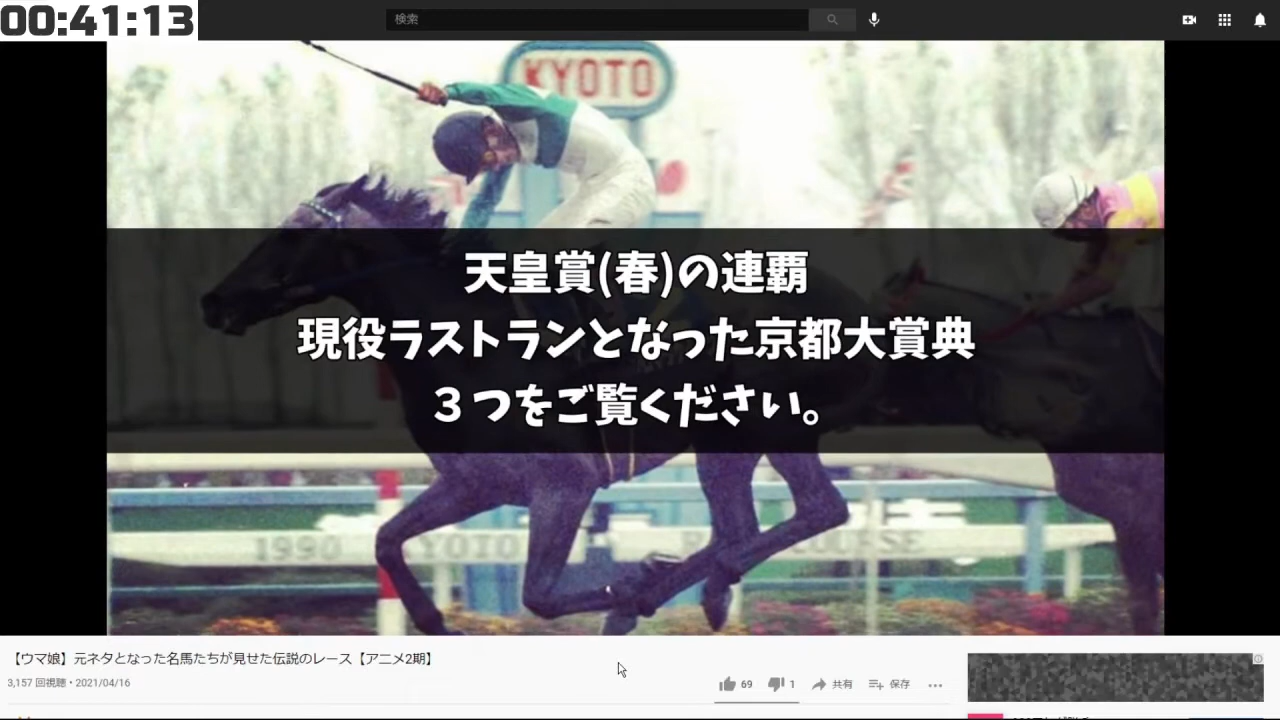 00:41:13
検索
KYOTO
天皇賞(春)の連覇
現役ラストランとなった京都大賞典
３つをご覧ください。
1990 KYOTO
【ウマ娘】元ネタとなった名馬たちが見せた伝説のレース【アニメ2期】
3,157 回視聴・2021/04/16
69
1
共有
保存